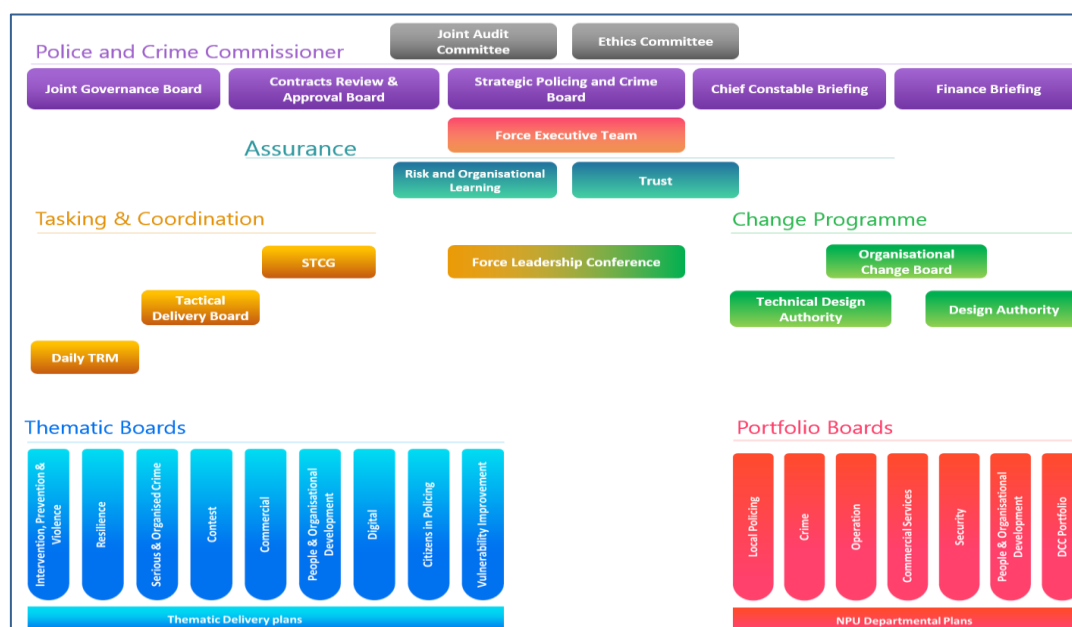 Joint Audit
Committee
Ethics Committee
Police and Crime Commissioner
Joint Governance Board
Contracts Review &
Approval Board
Strategic Policing and Crime
Board
Chief Constable Briefing
Finance Briefing
Force Executive Team
Assurance
Risk and Organisational
Learning
Trust
Tasking & Coordination
Change Programme
STCG
Force Leadership Conference
Organisational
Change Board
Tactical
Delivery Board
Technical Design
Authority
Design Authority
Daily TRM
Thematic Boards
Portfolio Boards
Intervention, Prevention &
Violence
Resilience
Serious & Organised Crime
Contest
Commercial
People & Organisational
Development
Digital
Citizens in Policing
Vulnerability Improvement
Local Policing
Crime
Operation
Commercial Services
Security
People & Organisational
Development
DCC Portfolio
Thematic Delivery plans
NPU Departmental Plans